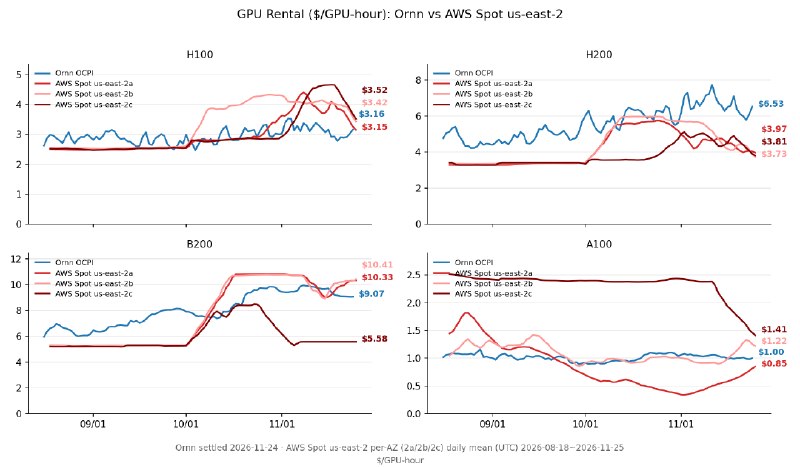 GPU Rental ($/GPU-hour): Ornn vs AWS Spot us-east-2
H100
5
4
3
2
1
0
Ornn OCPI
AWS Spot us-east-2a
AWS Spot us-east-2b
AWS Spot us-east-2c
$3.52
$3.42
$3.16
$3.15
H200
8
6
4
2
0
Ornn OCPI
AWS Spot us-east-2a
AWS Spot us-east-2b
AWS Spot us-east-2c
$6.53
$3.97
$3.81
$3.73
B200
12
10
8
6
4
2
0
Ornn OCPI
AWS Spot us-east-2a
AWS Spot us-east-2b
AWS Spot us-east-2c
$10.41
$10.33
$9.07
$5.58
09/01
10/01
11/01
A100
2.5
2.0
1.5
1.0
0.5
0.0
Ornn OCPI
AWS Spot us-east-2a
AWS Spot us-east-2b
AWS Spot us-east-2c
$1.41
$1.22
$1.00
$0.85
09/01
10/01
11/01
Ornn settled 2026-11-24 · AWS Spot us-east-2 per-AZ (2a/2b/2c) daily mean (UTC) 2026-08-18~2026-11-25
$/GPU-hour